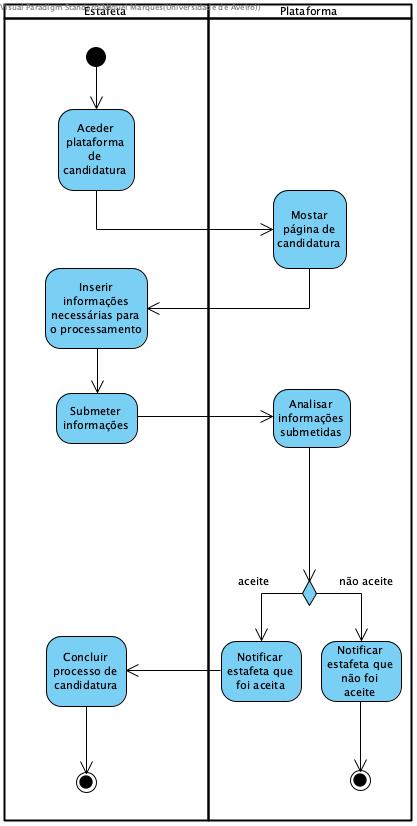 Visual Paradigm Standard(Miguel Marques(Universidade de Aveiro))
Estafeta
Plataforma
Aceder
plataforma
de
candidatura
Mostar
página de
candidatura
Inserir
informações
necessárias para
o processamento
Submeter
informações
Analisar
informações
submetidas
aceite
não aceite
Concluir
processo de
candidatura
Notificar
estafeta que
foi aceita
Notificar
estafeta que
não foi
aceite